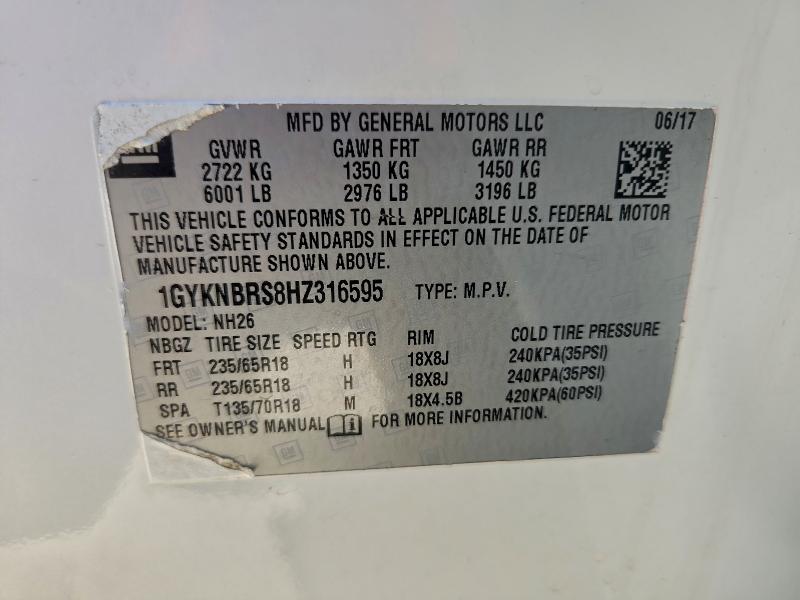 MFD BY GENERAL MOTORS LLC 06/17
GVWR GAWR FRT GAWR RR
2722 KG 1350 KG 1450 KG
6001 LB 2976 LB 3196 LB
THIS VEHICLE CONFORMS TO ALL APPLICABLE U.S. FEDERAL MOTOR
VEHICLE SAFETY STANDARDS IN EFFECT ON THE DATE OF
MANUFACTURE SHOWN ABOVE.
1GYKNBRS8HZ316595 TYPE: M.P.V.
MODEL: NH26
NBGZ TIRE SIZE SPEED RTG RIM COLD TIRE PRESSURE
FRT 235/65R18 H 18X8J 240KPA(35PSI)
RR 235/65R18 H 18X8J 240KPA(35PSI)
SPA T135/70R18 M 18X4.5B 420KPA(60PSI)
SEE OWNER'S MANUAL FOR MORE INFORMATION.